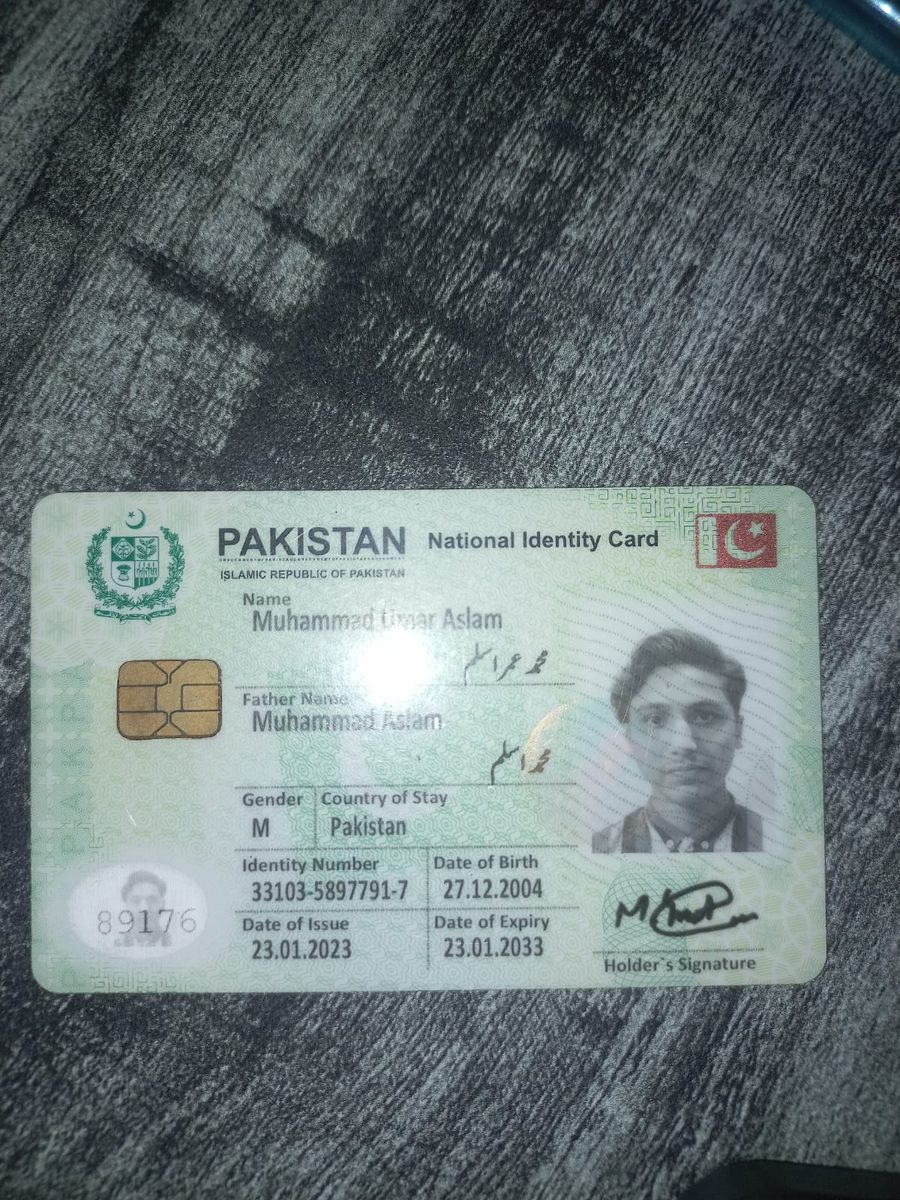 PAKISTAN National Identity Card
ISLAMIC REPUBLIC OF PAKISTAN
Name
Muhammad Umar Aslam
محمد عمر اسلم
Father Name
Muhammad Aslam
محمد اسلم
Gender Country of Stay
M Pakistan
Identity Number Date of Birth
33103-5897791-7 27.12.2004
Date of Issue Date of Expiry
23.01.2023 23.01.2033
89176
Holder`s Signature